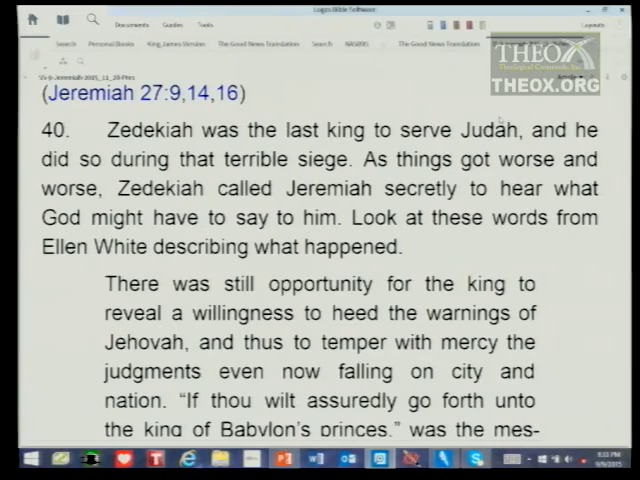 Logos Bible Software
Documents Guides Tools Layouts
Search Personal Books King James Version The Good News Translation Search NASB95 The Good News Translation
THEOX
THEOX.ORG
(Jeremiah 27:9,14,16)
40. Zedekiah was the last king to serve Judah, and he
did so during that terrible siege. As things got worse and
worse, Zedekiah called Jeremiah secretly to hear what
God might have to say to him. Look at these words from
Ellen White describing what happened.
There was still opportunity for the king to
reveal a willingness to heed the warnings of
Jehovah, and thus to temper with mercy the
judgments even now falling on city and
nation. “If thou wilt assuredly go forth unto
the king of Babylon’s princes,” was the mes-
9:33 PM
9/9/2015